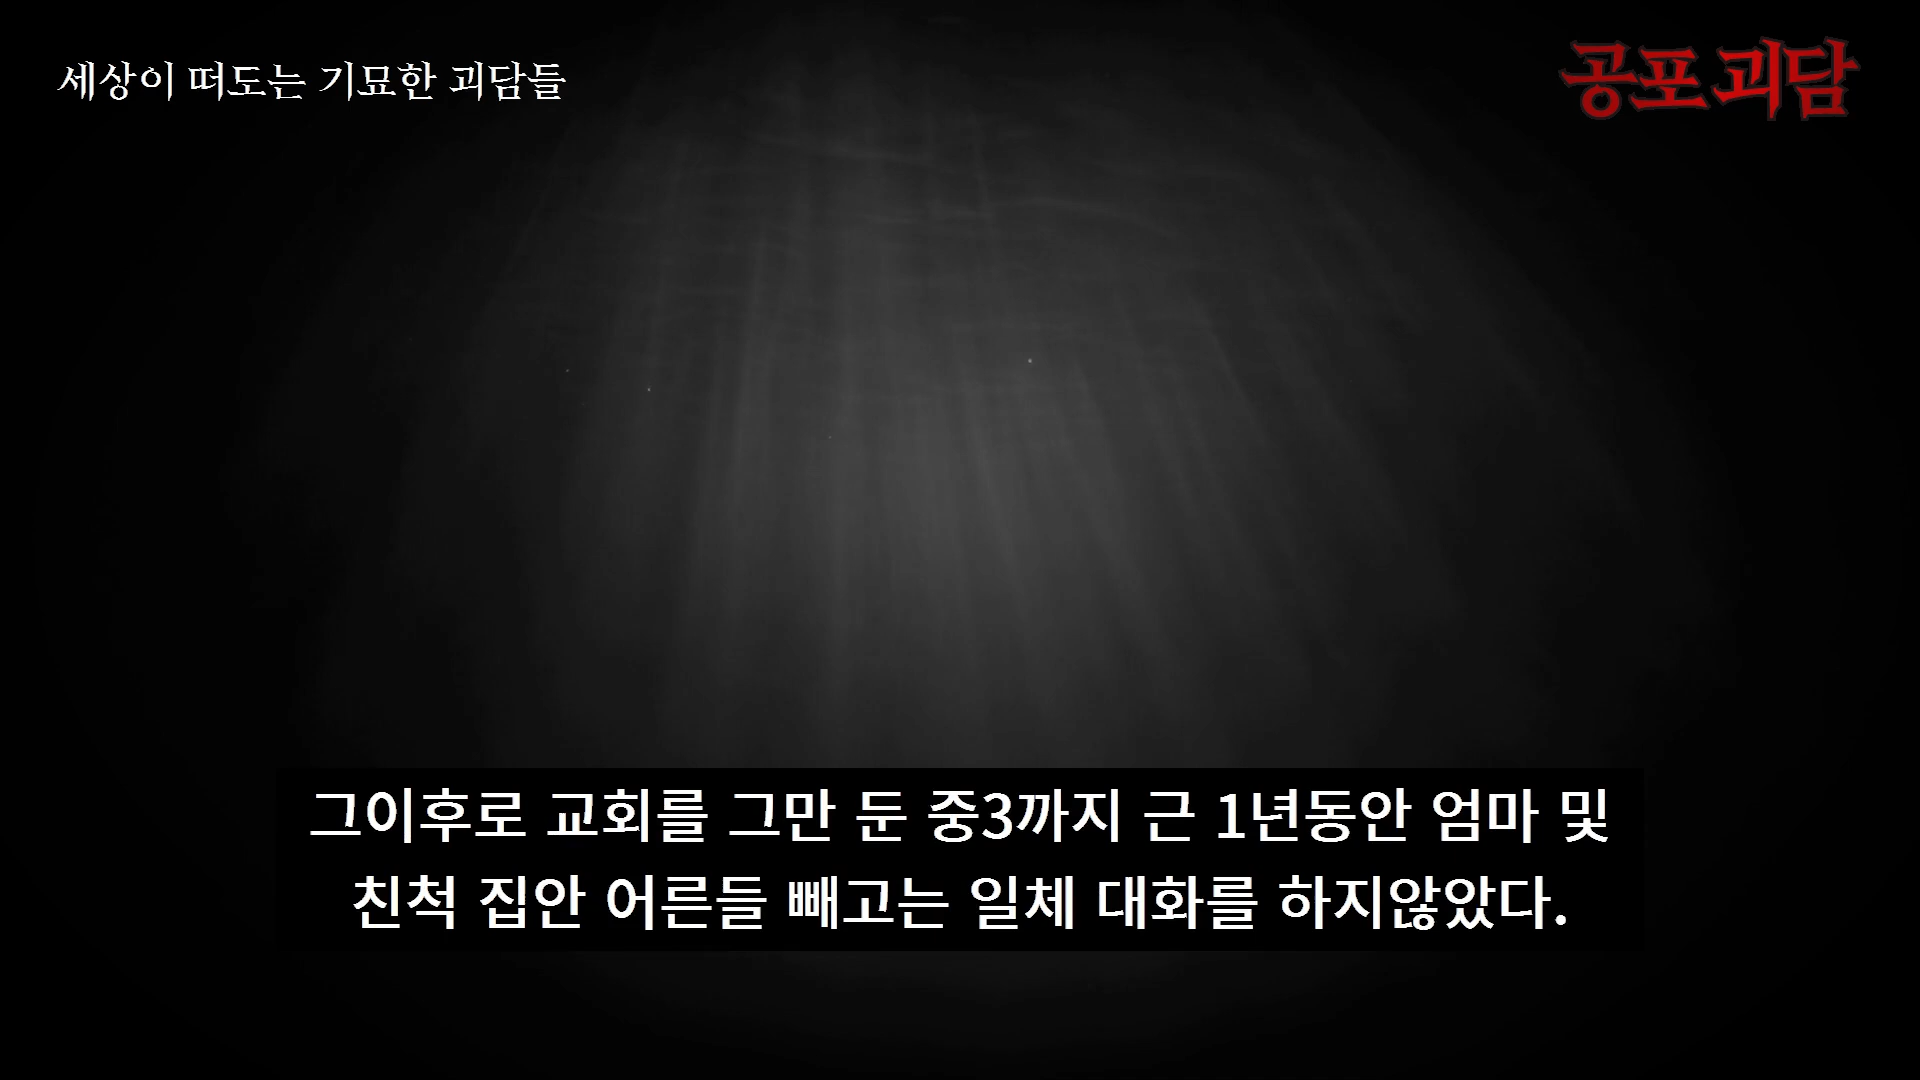 세상이 떠도는 기묘한 괴담들
공포괴담
그이후로 교회를 그만 둔 중3까지 근 1년동안 엄마 및
친척 집안 어른들 빼고는 일체 대화를 하지않았다.